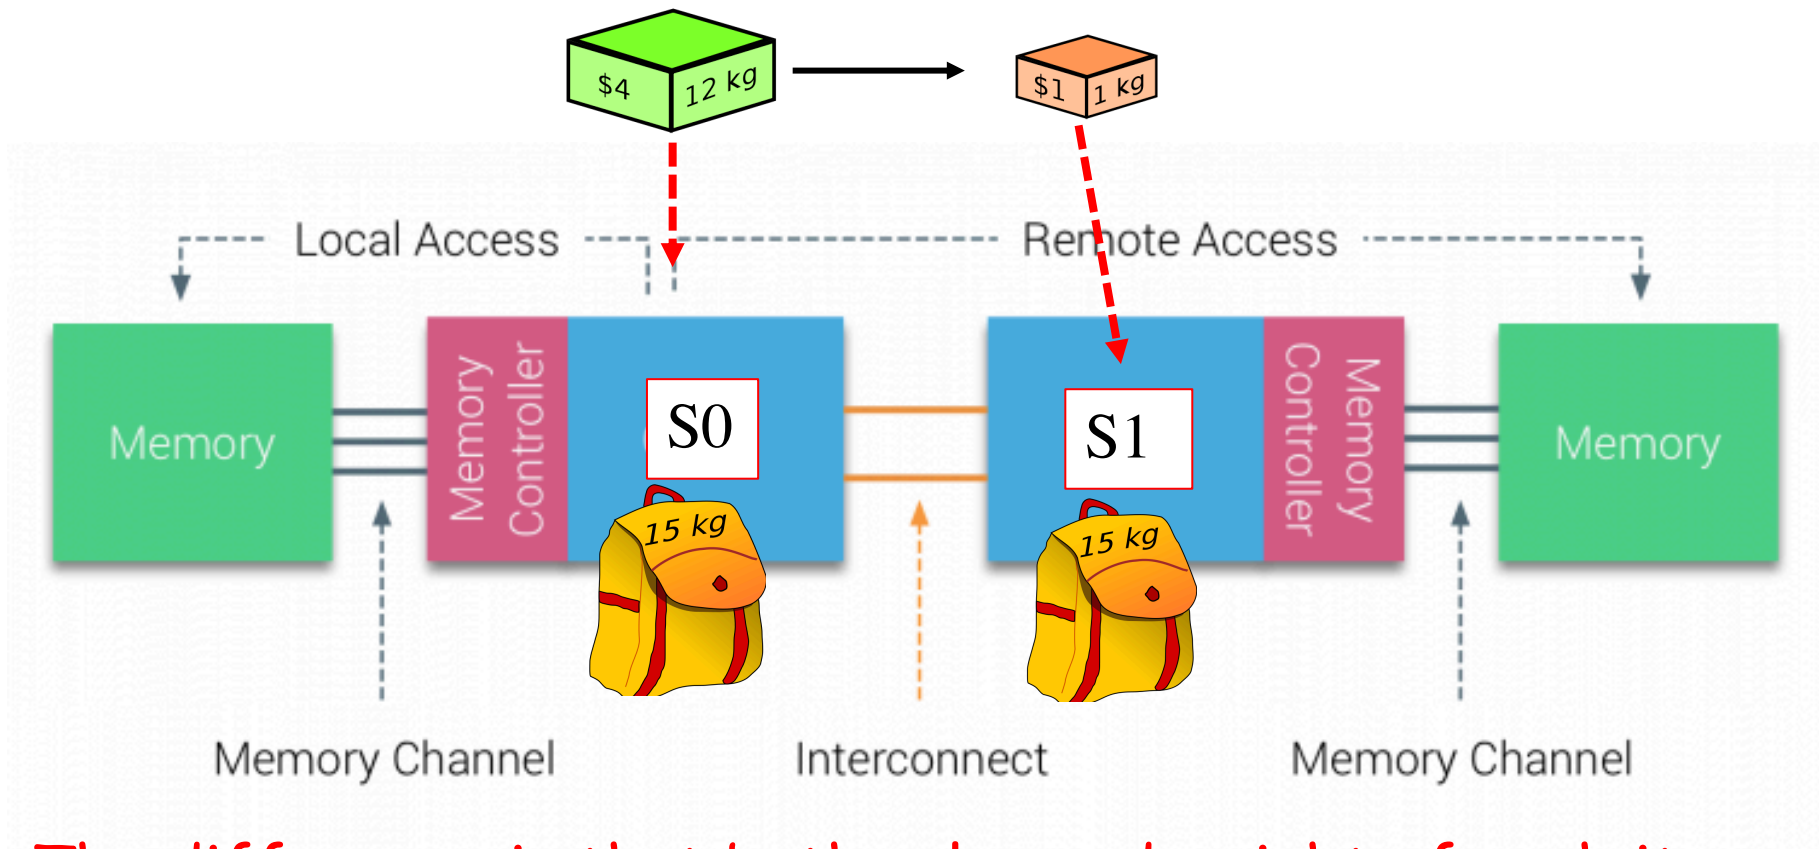 $4
12 kg
$1
1 kg
Local Access
Remote Access
Memory
Memory
Controller
S0
S1
Memory
Controller
Memory
15 kg
15 kg
Memory Channel
Interconnect
Memory Channel